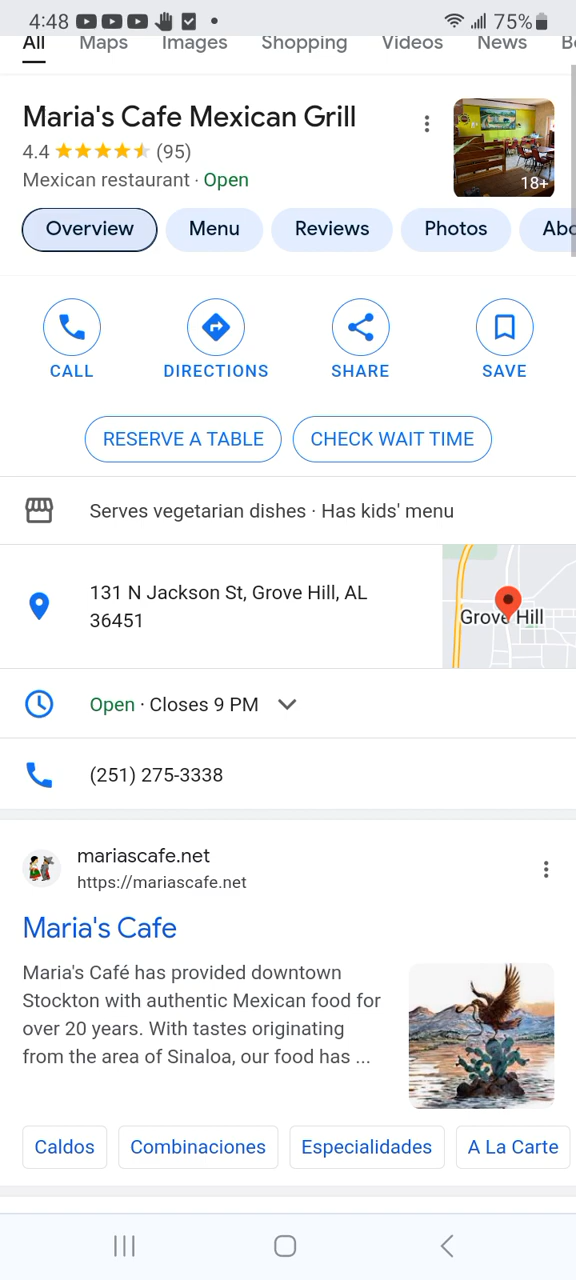 4:48
75%
All Maps Images Shopping Videos News
Maria's Cafe Mexican Grill
4.4 (95)
Mexican restaurant · Open
18+
Overview Menu Reviews Photos Abo
CALL DIRECTIONS SHARE SAVE
RESERVE A TABLE CHECK WAIT TIME
Serves vegetarian dishes · Has kids' menu
131 N Jackson St, Grove Hill, AL
36451
Grove Hill
Open · Closes 9 PM
(251) 275-3338
mariascafe.net
https://mariascafe.net
Maria's Cafe
Maria's Café has provided downtown
Stockton with authentic Mexican food for
over 20 years. With tastes originating
from the area of Sinaloa, our food has ...
Caldos Combinaciones Especialidades A La Carte